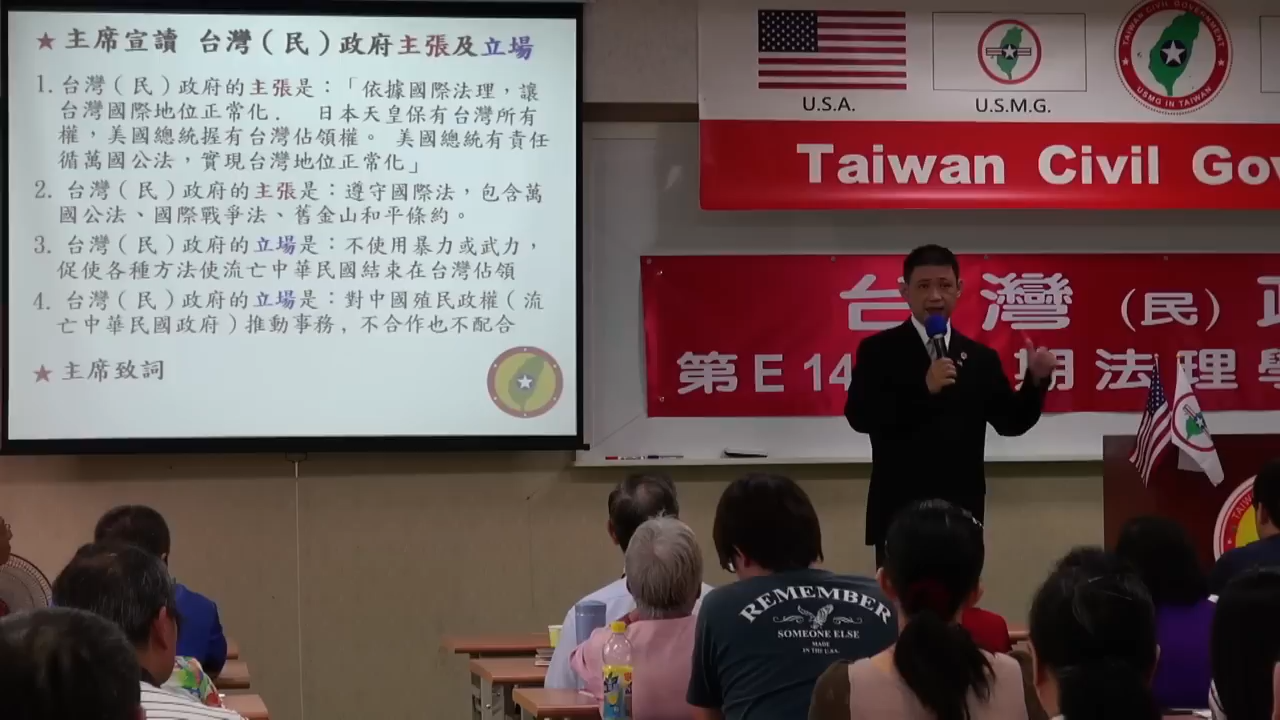 ★ 主席宣讀 台灣(民)政府主張及立場
1. 台灣(民)政府的主張是:「依據國際法理,讓
台灣國際地位正常化. 日本天皇保有台灣所有
權,美國總統握有台灣佔領權。 美國總統有責任
循萬國公法,實現台灣地位正常化」
2. 台灣(民)政府的主張是:遵守國際法,包含萬
國公法、國際戰爭法、舊金山和平條約。
3. 台灣(民)政府的立場是:不使用暴力或武力,
促使各種方法使流亡中華民國結束在台灣佔領
4. 台灣(民)政府的立場是:對中國殖民政權(流
亡中華民國政府)推動事務, 不合作也不配合
★ 主席致詞
U.S.A.
U.S.M.G.
TAIWAN CIVIL GOVERNMENT
USMG IN TAIWAN
Taiwan Civil Gov
台灣(民)政
第E14 期法理學
REMEMBER
SOMEONE ELSE
MADE
IN THE U.S.A.